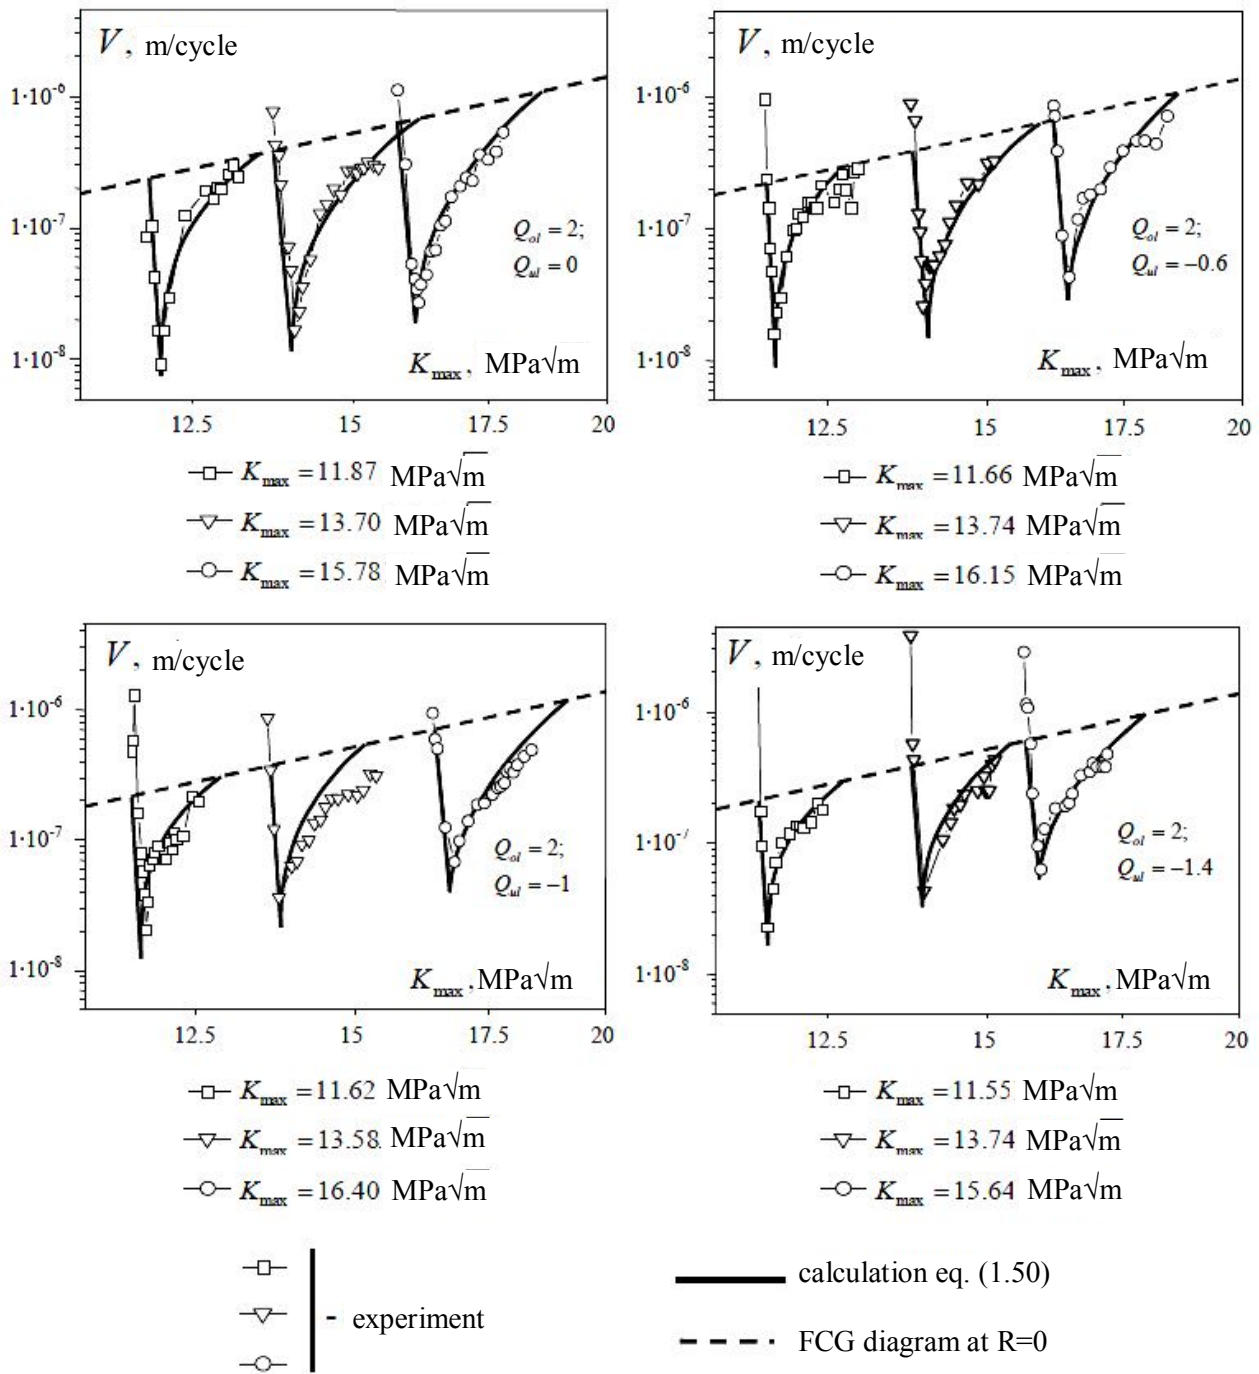 V, m/cycle
1·10⁻⁶
1·10⁻⁷
1·10⁻⁸
Q_ol = 2;
Q_ul = 0
K_max, MPa√m
12.5 15 17.5 20
K_max = 11.87 MPa√m
K_max = 13.70 MPa√m
K_max = 15.78 MPa√m
V, m/cycle
1·10⁻⁶
1·10⁻⁷
1·10⁻⁸
Q_ol = 2;
Q_ul = −0.6
K_max, MPa√m
12.5 15 17.5 20
K_max = 11.66 MPa√m
K_max = 13.74 MPa√m
K_max = 16.15 MPa√m
V, m/cycle
1·10⁻⁶
1·10⁻⁷
1·10⁻⁸
Q_ol = 2;
Q_ul = −1
K_max, MPa√m
12.5 15 17.5 20
K_max = 11.62 MPa√m
K_max = 13.58 MPa√m
K_max = 16.40 MPa√m
V, m/cycle
1·10⁻⁶
1·10⁻⁷
1·10⁻⁸
Q_ol = 2;
Q_ul = −1.4
K_max, MPa√m
12.5 15 17.5 20
K_max = 11.55 MPa√m
K_max = 13.74 MPa√m
K_max = 15.64 MPa√m
- experiment
calculation eq. (1.50)
FCG diagram at R=0